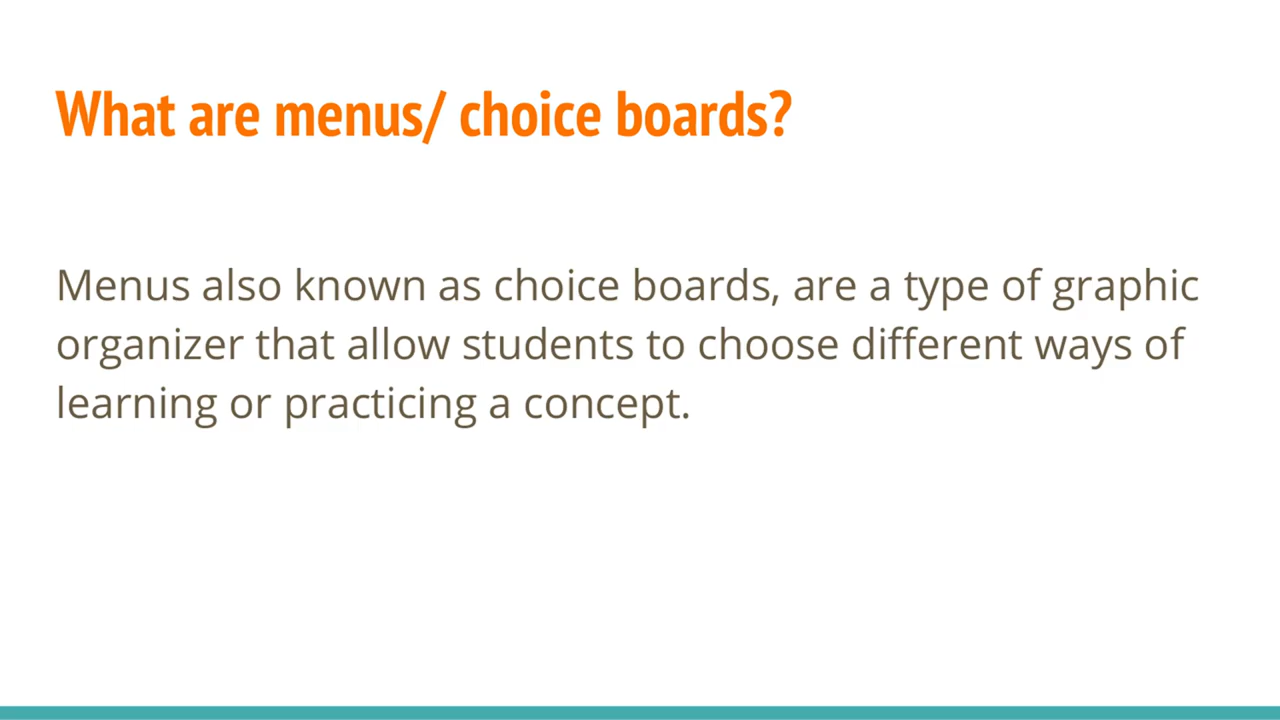 What are menus/ choice boards?
Menus also known as choice boards, are a type of graphic
organizer that allow students to choose different ways of
learning or practicing a concept.